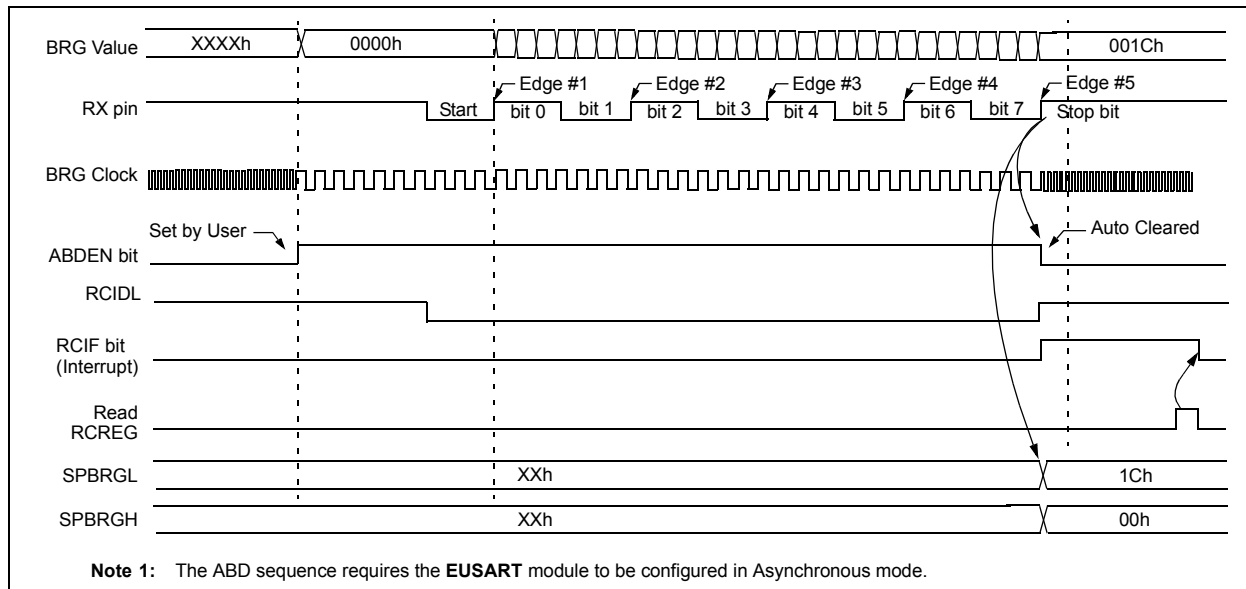 BRG Value XXXXh 0000h 001Ch
Edge #1 Edge #2 Edge #3 Edge #4 Edge #5
RX pin Start bit 0 bit 1 bit 2 bit 3 bit 4 bit 5 bit 6 bit 7 Stop bit
BRG Clock
Set by User Auto Cleared
ABDEN bit
RCIDL
RCIF bit
(Interrupt)
Read
RCREG
SPBRGL XXh 1Ch
SPBRGH XXh 00h
Note 1: The ABD sequence requires the EUSART module to be configured in Asynchronous mode.